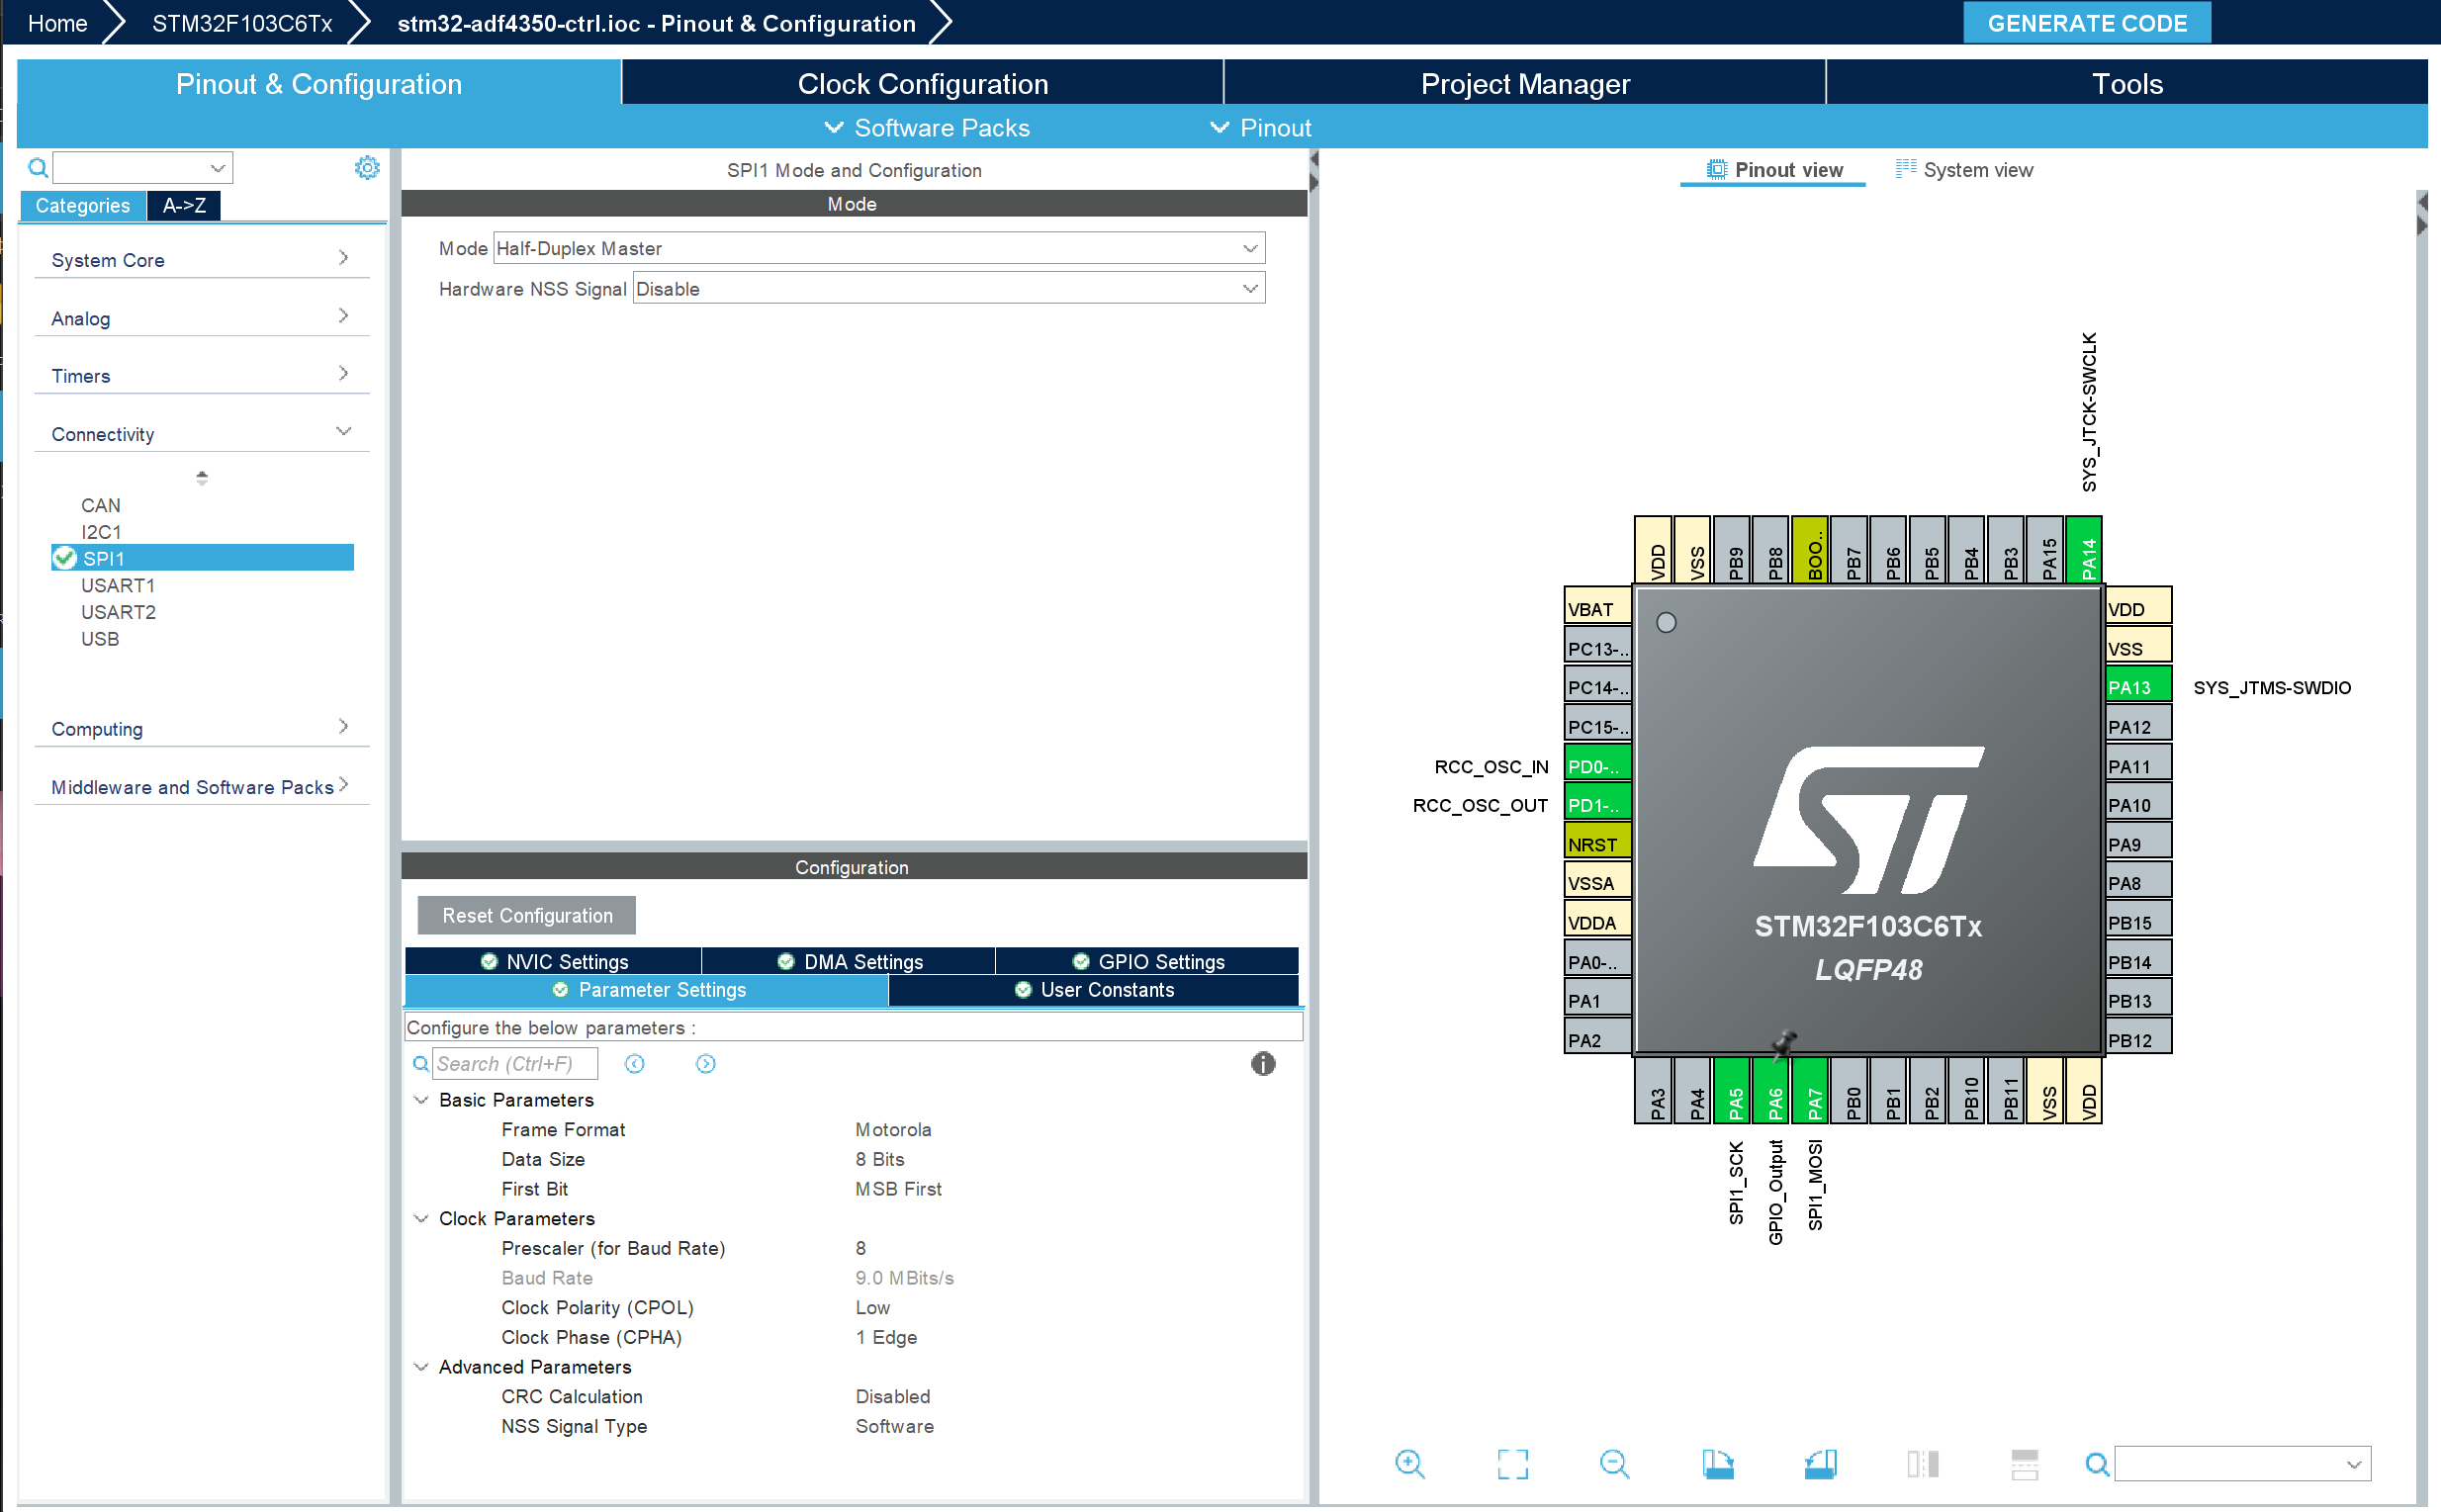 Home
STM32F103C6Tx
stm32-adf4350-ctrl.ioc - Pinout & Configuration
GENERATE CODE
Pinout & Configuration
Clock Configuration
Project Manager
Tools
Software Packs
Pinout
Categories
A->Z
System Core
Analog
Timers
Connectivity
CAN
I2C1
SPI1
USART1
USART2
USB
Computing
Middleware and Software Packs
SPI1 Mode and Configuration
Mode
Mode Half-Duplex Master
Hardware NSS Signal Disable
Configuration
Reset Configuration
NVIC Settings
DMA Settings
GPIO Settings
Parameter Settings
User Constants
Configure the below parameters :
Search (Ctrl+F)
Basic Parameters
Frame Format Motorola
Data Size 8 Bits
First Bit MSB First
Clock Parameters
Prescaler (for Baud Rate) 8
Baud Rate 9.0 MBits/s
Clock Polarity (CPOL) Low
Clock Phase (CPHA) 1 Edge
Advanced Parameters
CRC Calculation Disabled
NSS Signal Type Software
Pinout view
System view
SYS_JTCK-SWCLK
VDD
VSS
PB9
PB8
BOO..
PB7
PB6
PB5
PB4
PB3
PA15
PA14
VBAT
PC13-..
PC14-..
PC15-..
RCC_OSC_IN PD0-..
RCC_OSC_OUT PD1-..
NRST
VSSA
VDDA
PA0-..
PA1
PA2
ST
STM32F103C6Tx
LQFP48
VDD
VSS
PA13 SYS_JTMS-SWDIO
PA12
PA11
PA10
PA9
PA8
PB15
PB14
PB13
PB12
PA3
PA4
PA5
PA6
PA7
PB0
PB1
PB2
PB10
PB11
VSS
VDD
SPI1_SCK
GPIO_Output
SPI1_MOSI